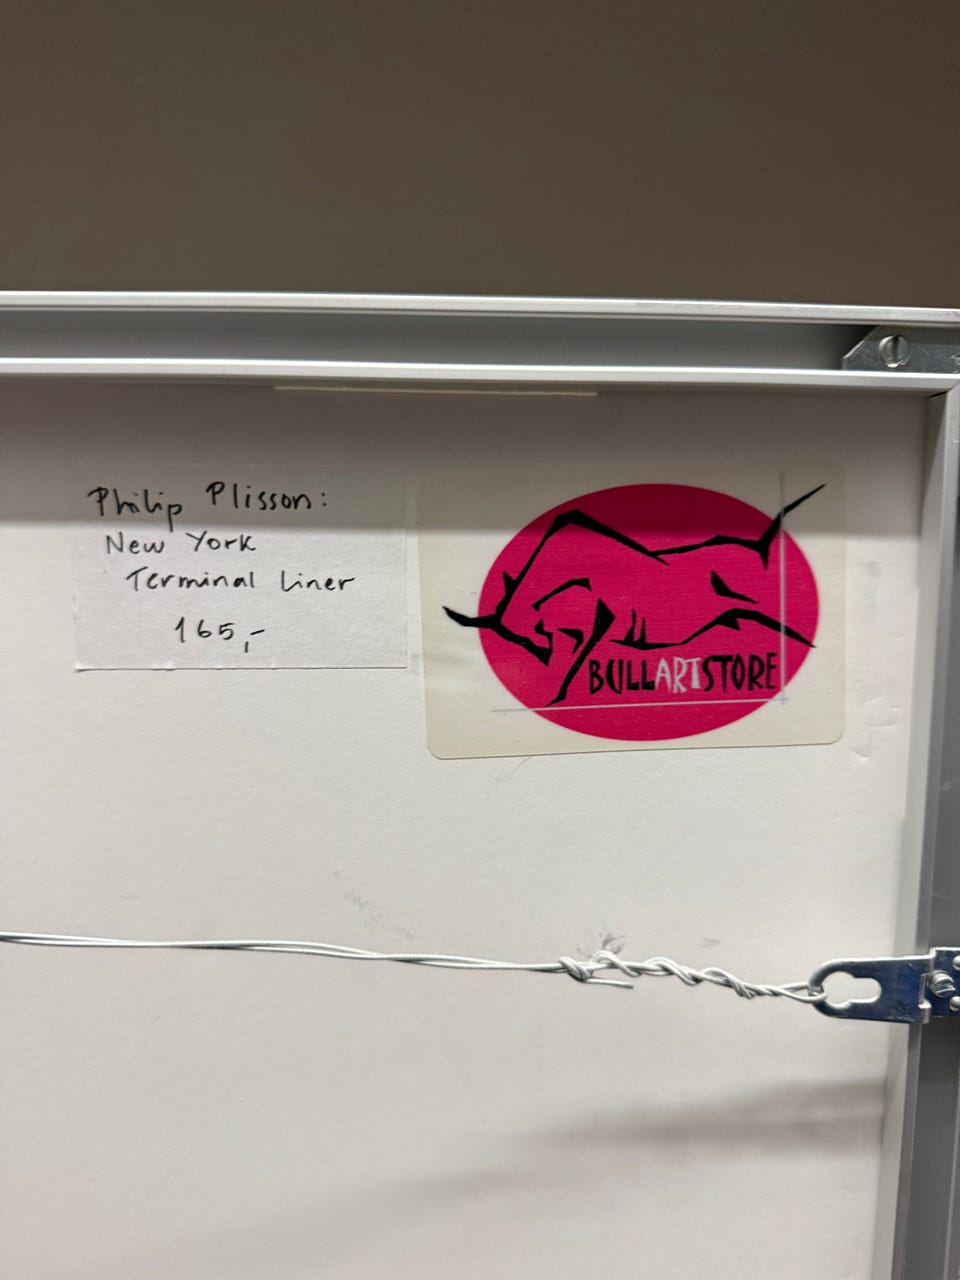 Philip Plisson:
New York
Terminal Liner
165,-
BULLARTSTORE